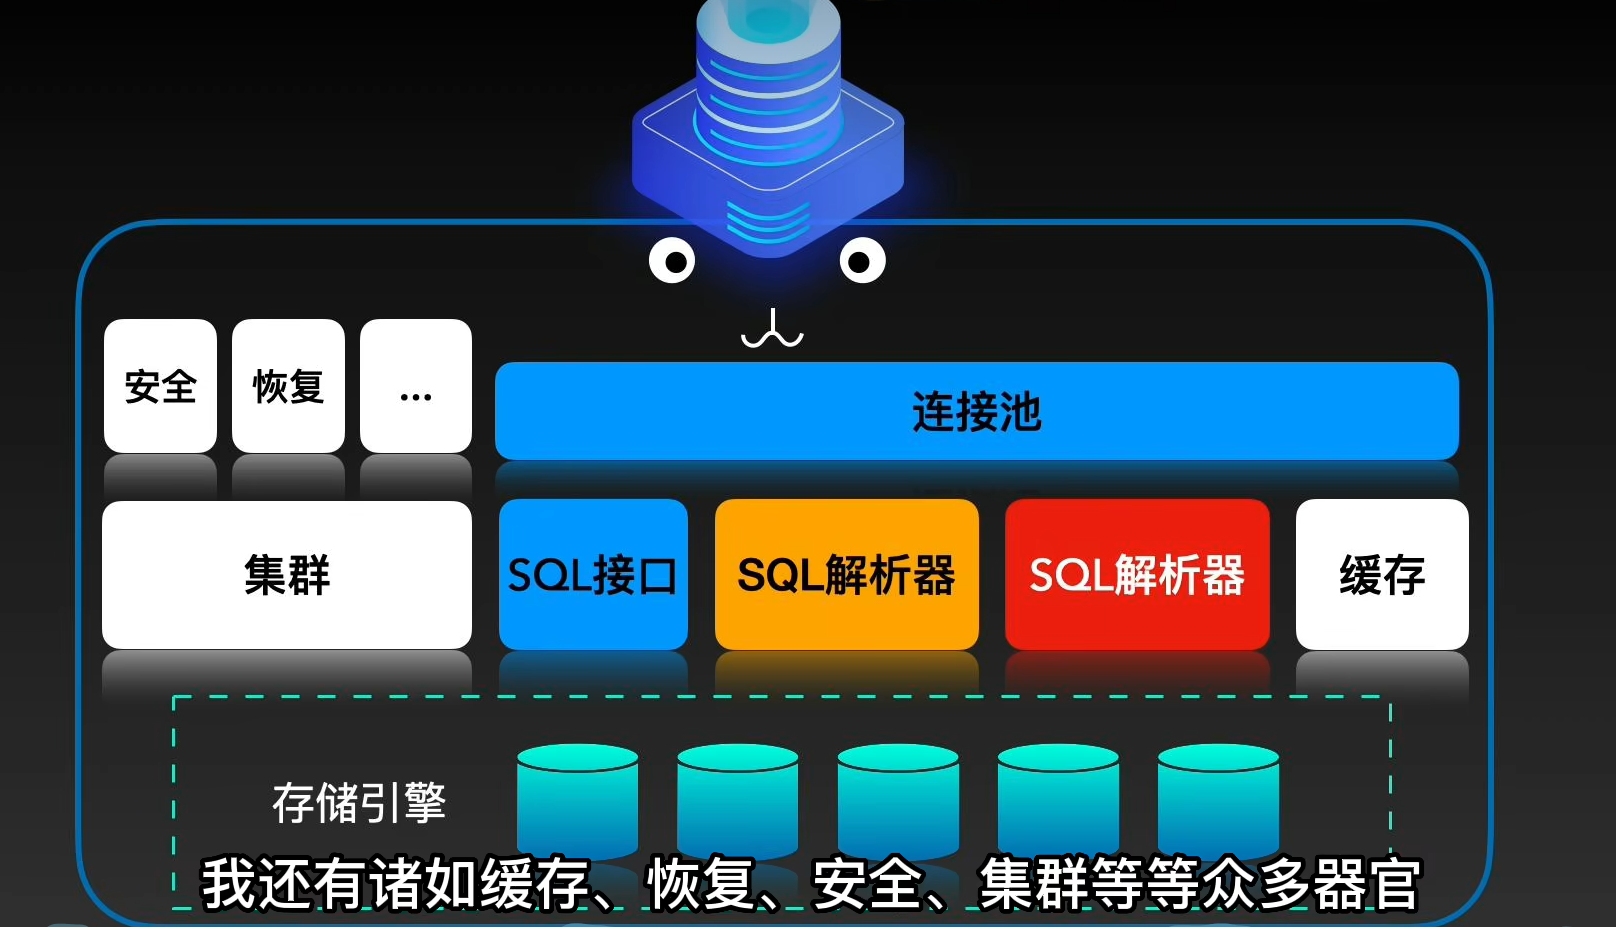 安全
恢复
...
连接池
集群
SQL接口
SQL解析器
SQL解析器
缓存
存储引擎
我还有诸如缓存、恢复、安全、集群等等众多器官